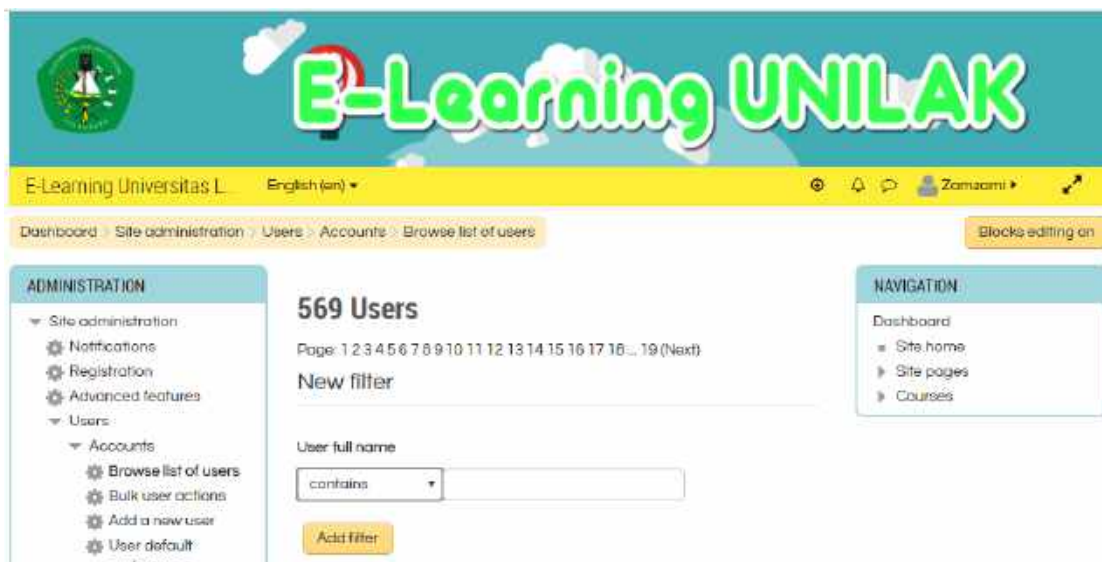 E-Learning UNILAK
E-Learning Universitas L...
English (en)
Zamzami
Dashboard
Site administration
Users
Accounts
Browse list of users
Blocks editing on
ADMINISTRATION
Site administration
Notifications
Registration
Advanced features
Users
Accounts
Browse list of users
Bulk user actions
Add a new user
User default
569 Users
Page: 1 2 3 4 5 6 7 8 9 10 11 12 13 14 15 16 17 18 ... 19 (Next)
New filter
User full name
contains
Add filter
NAVIGATION
Dashboard
Site home
Site pages
Courses